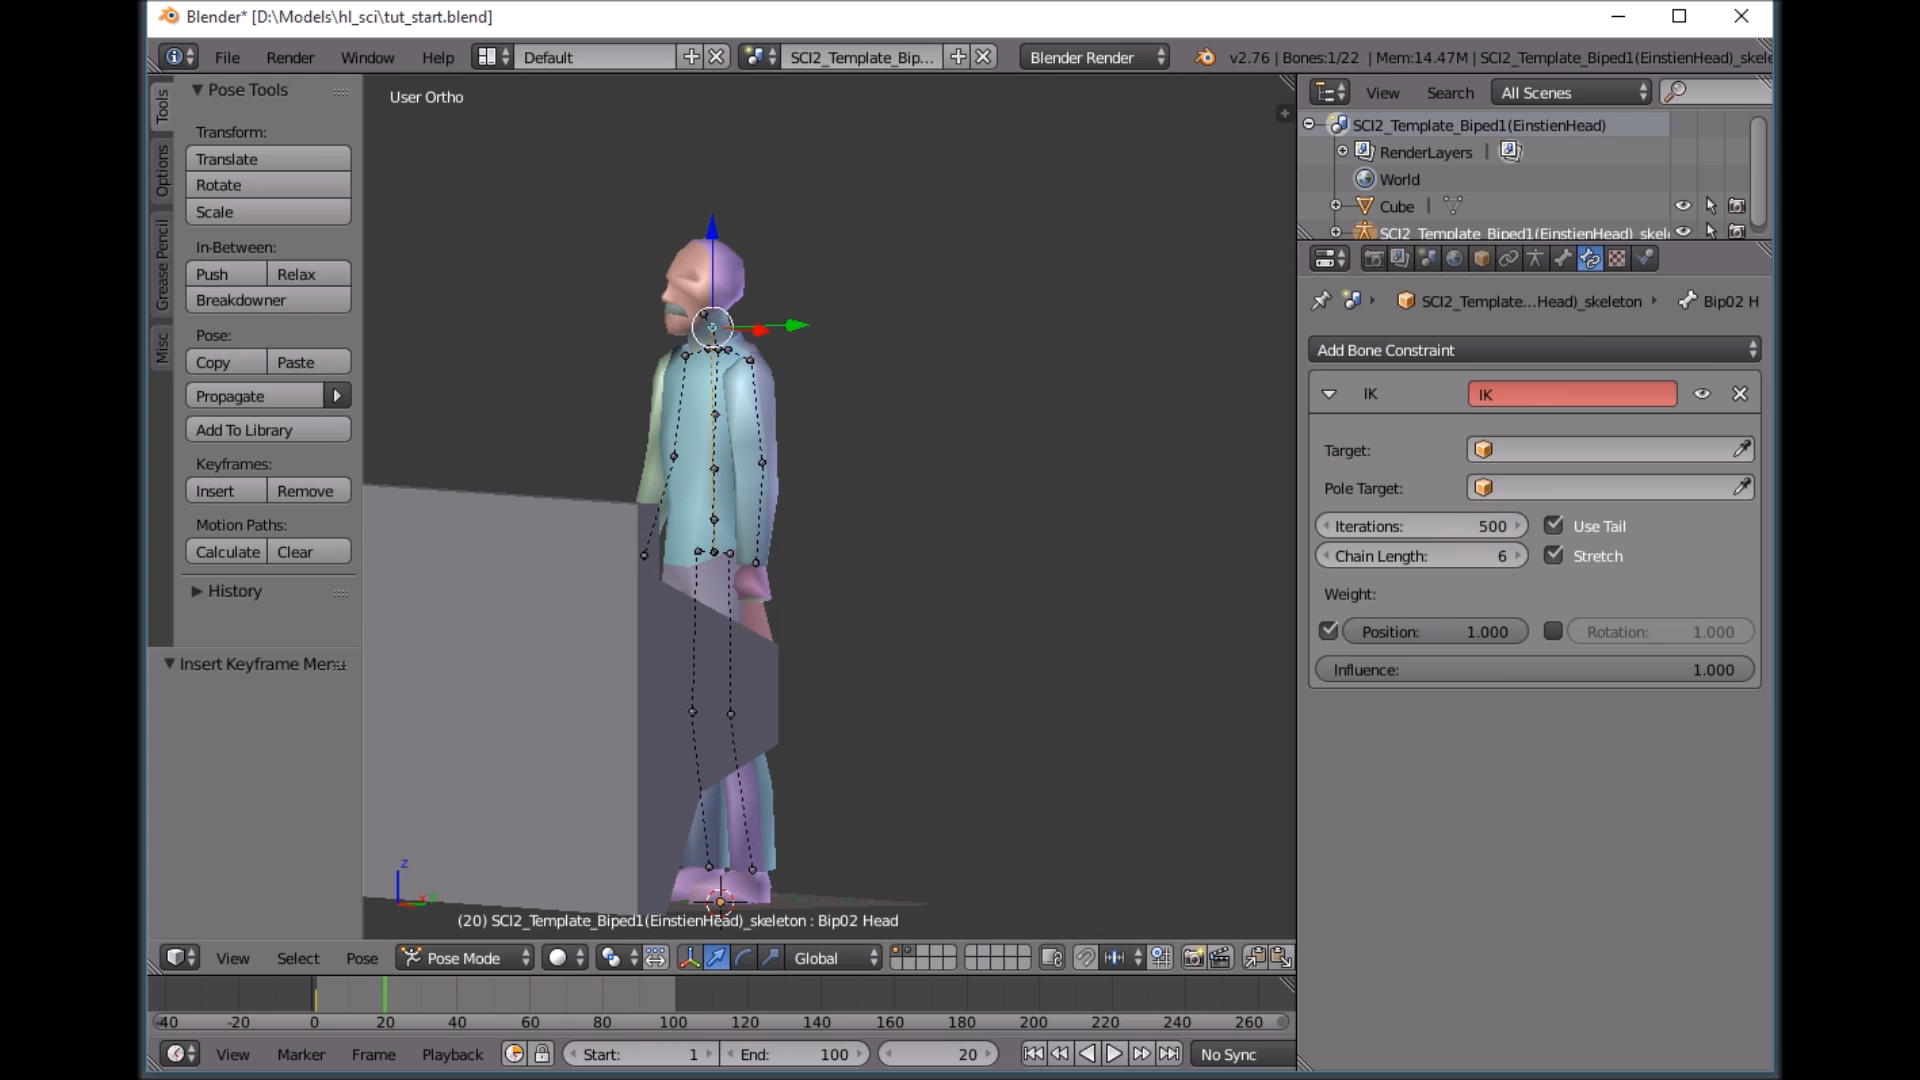 Blender* [D:\Models\hl_sci\tut_start.blend]
File Render Window Help Default SCI2_Template_Bip... Blender Render v2.76 | Bones:1/22 | Mem:14.47M | SCI2_Template_Biped1(EinstienHead)_skele
Tools
Options
Grease Pencil
Misc
Pose Tools
Transform:
Translate
Rotate
Scale
In-Between:
Push Relax
Breakdowner
Pose:
Copy Paste
Propagate
Add To Library
Keyframes:
Insert Remove
Motion Paths:
Calculate Clear
History
Insert Keyframe Menu
User Ortho
z
(20) SCI2_Template_Biped1(EinstienHead)_skeleton : Bip02 Head
View Select Pose Pose Mode Global
-40 -20 0 20 40 60 80 100 120 140 160 180 200 220 240 260
View Marker Frame Playback Start: 1 End: 100 20 No Sync
View Search All Scenes
SCI2_Template_Biped1(EinstienHead)
RenderLayers |
World
Cube |
SCI2_Template_Biped1(EinstienHead)_skel
SCI2_Template...Head)_skeleton Bip02 H
Add Bone Constraint
IK IK
Target:
Pole Target:
Iterations: 500 Use Tail
Chain Length: 6 Stretch
Weight:
Position: 1.000 Rotation: 1.000
Influence: 1.000